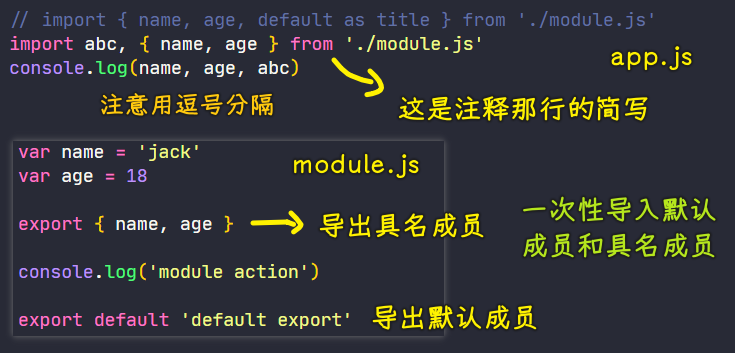 // import { name, age, default as title } from './module.js'
import abc, { name, age } from './module.js'
app.js
console.log(name, age, abc)
注意用逗号分隔
这是注释那行的简写
var name = 'jack'
module.js
var age = 18
export { name, age }
导出具名成员
一次性导入默认
成员和具名成员
console.log('module action')
export default 'default export'
导出默认成员